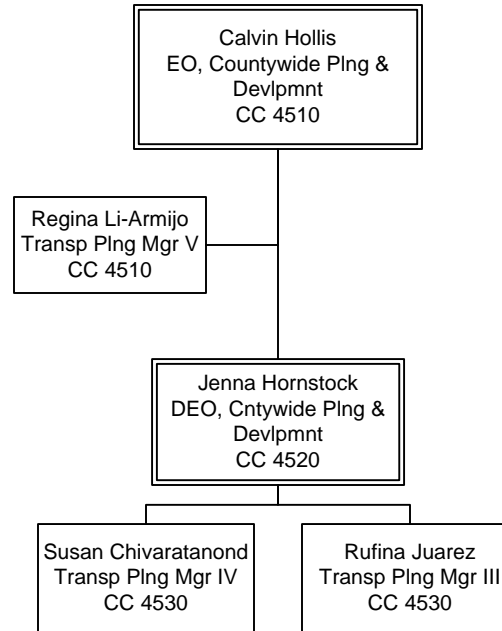 Calvin Hollis
EO, Countywide Plng &
Devlpmnt
CC 4510
Regina Li-Armijo
Transp Plng Mgr V
CC 4510
Jenna Hornstock
DEO, Cntywide Plng &
Devlpmnt
CC 4520
Susan Chivaratanond
Transp Plng Mgr IV
CC 4530
Rufina Juarez
Transp Plng Mgr III
CC 4530